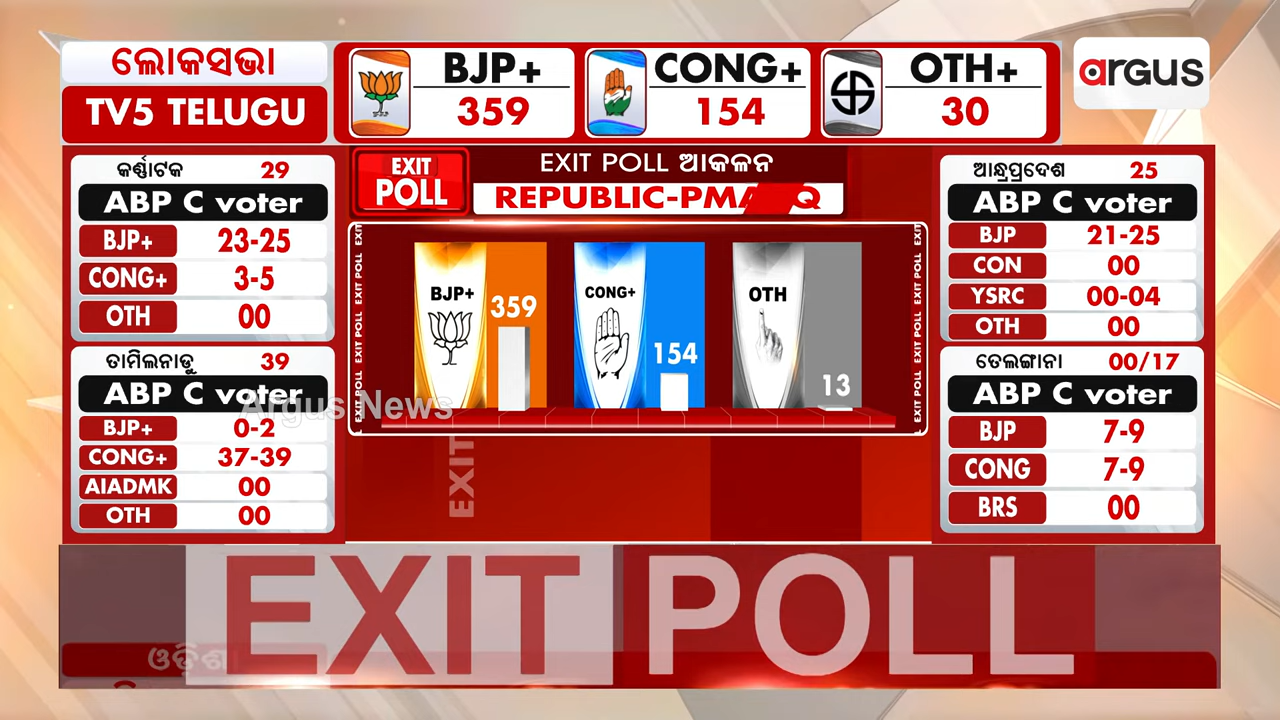 ଲୋକସଭା
TV5 TELUGU
BJP+
359
CONG+
154
OTH+
30
argus
କର୍ଣ୍ଣାଟକ 29
ABP C voter
BJP+ 23-25
CONG+ 3-5
OTH 00
ତାମିଲନାଡୁ 39
ABP C voter
BJP+ 0-2
CONG+ 37-39
AIADMK 00
OTH 00
EXIT
POLL
EXIT POLL ଆକଳନ
BJP+
359
CONG+
154
OTH
13
Argus News
EXIT
ଆନ୍ଧ୍ରପ୍ରଦେଶ 25
ABP C voter
BJP 21-25
CON 00
YSRC 00-04
OTH 00
ତେଲଙ୍ଗାନା 00/17
ABP C voter
BJP 7-9
CONG 7-9
BRS 00
EXIT POLL
ଓଡ଼ିଶା